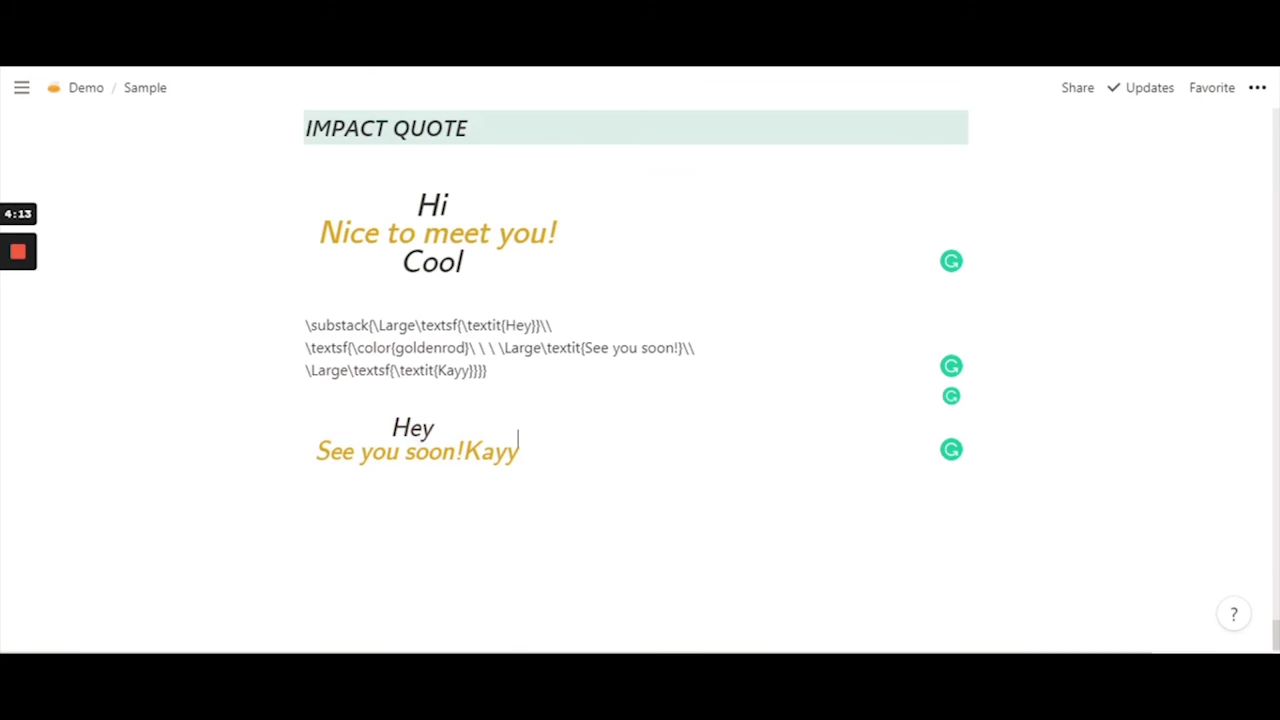 Demo / Sample
Share ✓ Updates Favorite •••
IMPACT QUOTE
4:13
Hi
Nice to meet you!
Cool
\substack{\Large\textsf{\textit{Hey}}\\
\textsf{\color{goldenrod}\ \ \ \Large\textit{See you soon!}\\
\Large\textsf{\textit{Kayy}}}}
Hey
See you soon!Kayy
?